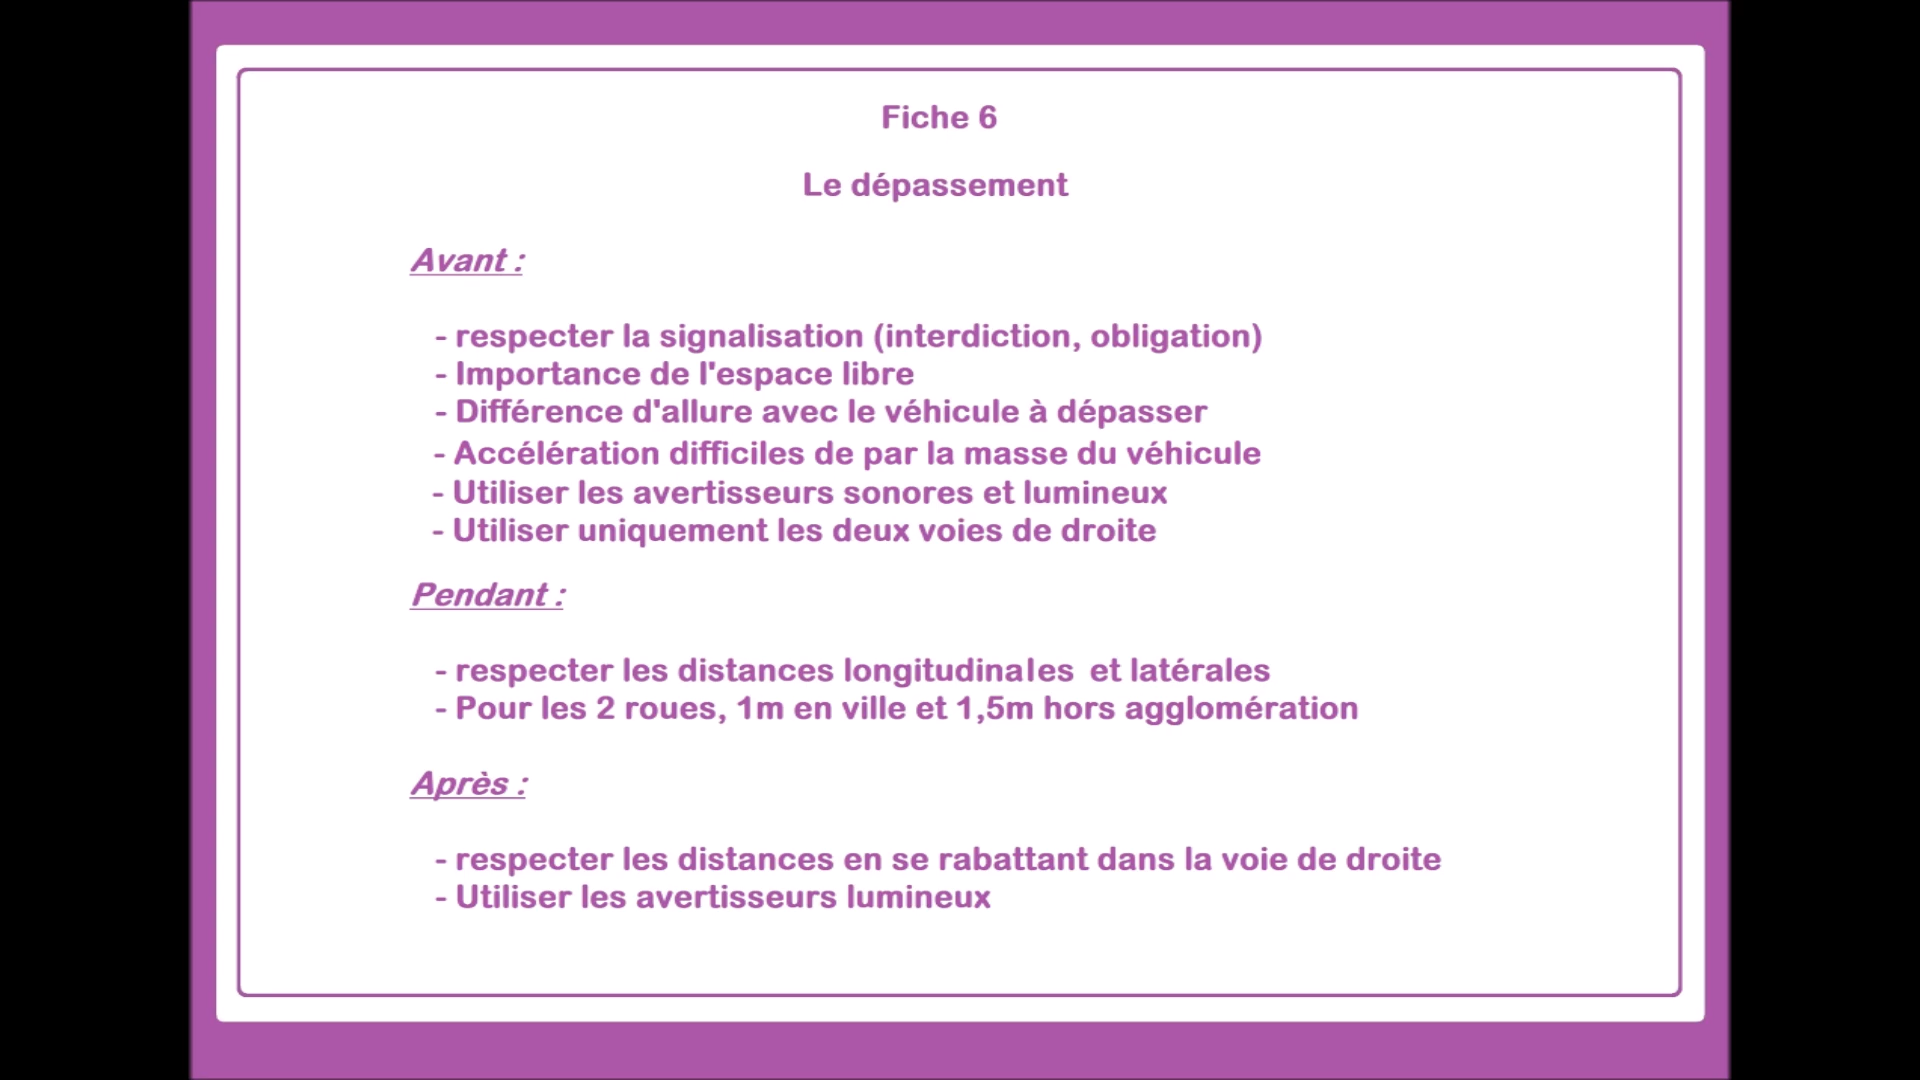 Fiche 6
Le dépassement
Avant :
- respecter la signalisation (interdiction, obligation)
- Importance de l'espace libre
- Différence d'allure avec le véhicule à dépasser
- Accélération difficiles de par la masse du véhicule
- Utiliser les avertisseurs sonores et lumineux
- Utiliser uniquement les deux voies de droite
Pendant :
- respecter les distances longitudinales et latérales
- Pour les 2 roues, 1m en ville et 1,5m hors agglomération
Après :
- respecter les distances en se rabattant dans la voie de droite
- Utiliser les avertisseurs lumineux